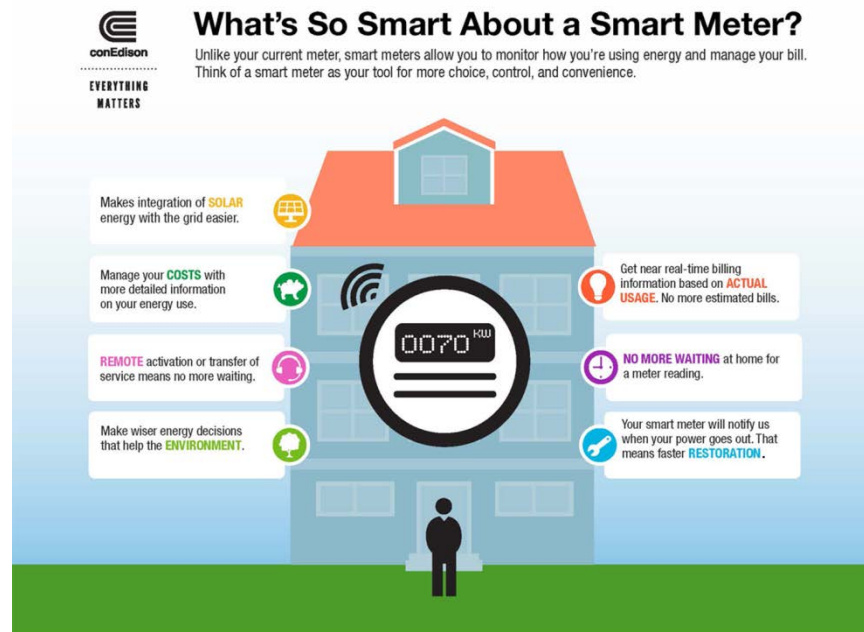 conEdison
EVERYTHING
MATTERS
What's So Smart About a Smart Meter?
Unlike your current meter, smart meters allow you to monitor how you're using energy and manage your bill.
Think of a smart meter as your tool for more choice, control, and convenience.
Makes integration of SOLAR
energy with the grid easier.
Manage your COSTS with
more detailed information
on your energy use.
REMOTE activation or transfer of
service means no more waiting.
Make wiser energy decisions
that help the ENVIRONMENT.
0070 KW
Get near real-time billing
information based on ACTUAL
USAGE. No more estimated bills.
NO MORE WAITING at home for
a meter reading.
Your smart meter will notify us
when your power goes out. That
means faster RESTORATION.